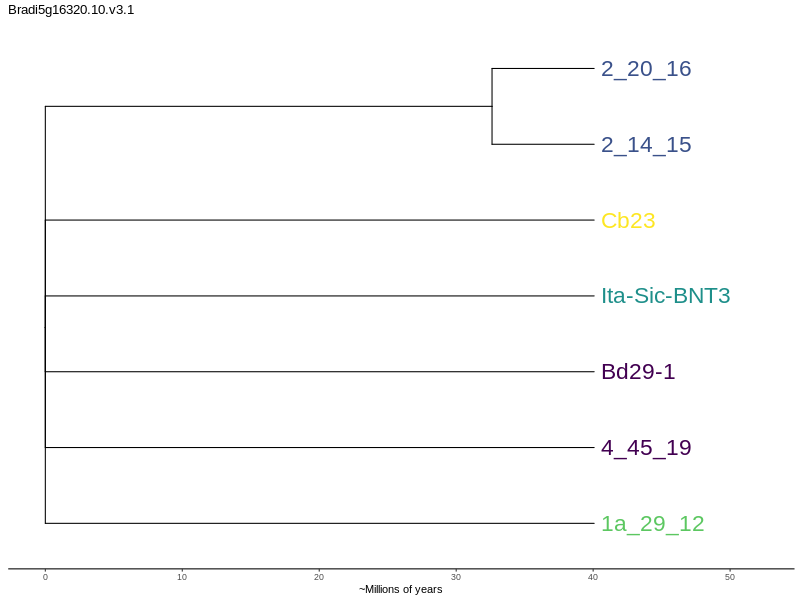 Bradi5g16320.10.v3.1
2_20_16
2_14_15
Cb23
Ita-Sic-BNT3
Bd29-1
4_45_19
1a_29_12
0 10 20 30 40 50
~Millions of years